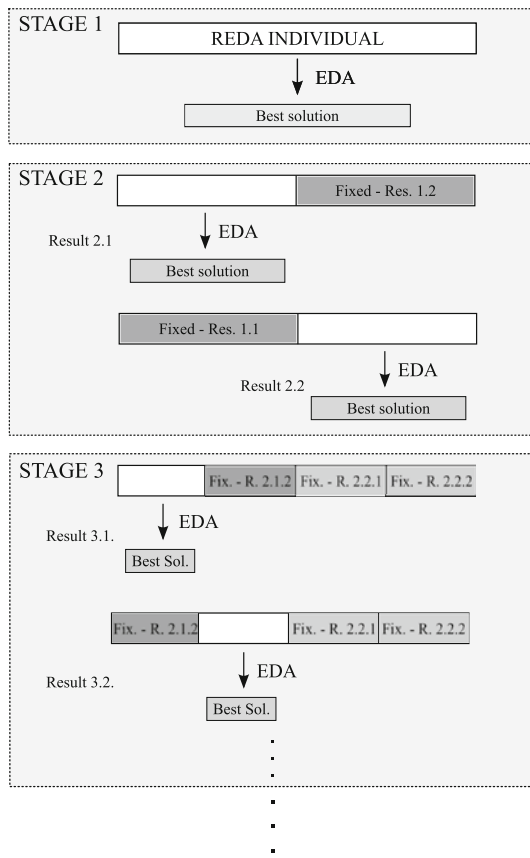 STAGE 1
REDA INDIVIDUAL
EDA
Best solution
STAGE 2
Fixed - Res. 1.2
Result 2.1
EDA
Best solution
Fixed - Res. 1.1
EDA
Result 2.2
Best solution
STAGE 3
Fix. - R. 2.1.2 Fix. - R. 2.2.1 Fix. - R. 2.2.2
EDA
Result 3.1.
Best Sol.
Fix. - R. 2.1.2 Fix. - R. 2.2.1 Fix. - R. 2.2.2
EDA
Result 3.2.
Best Sol.